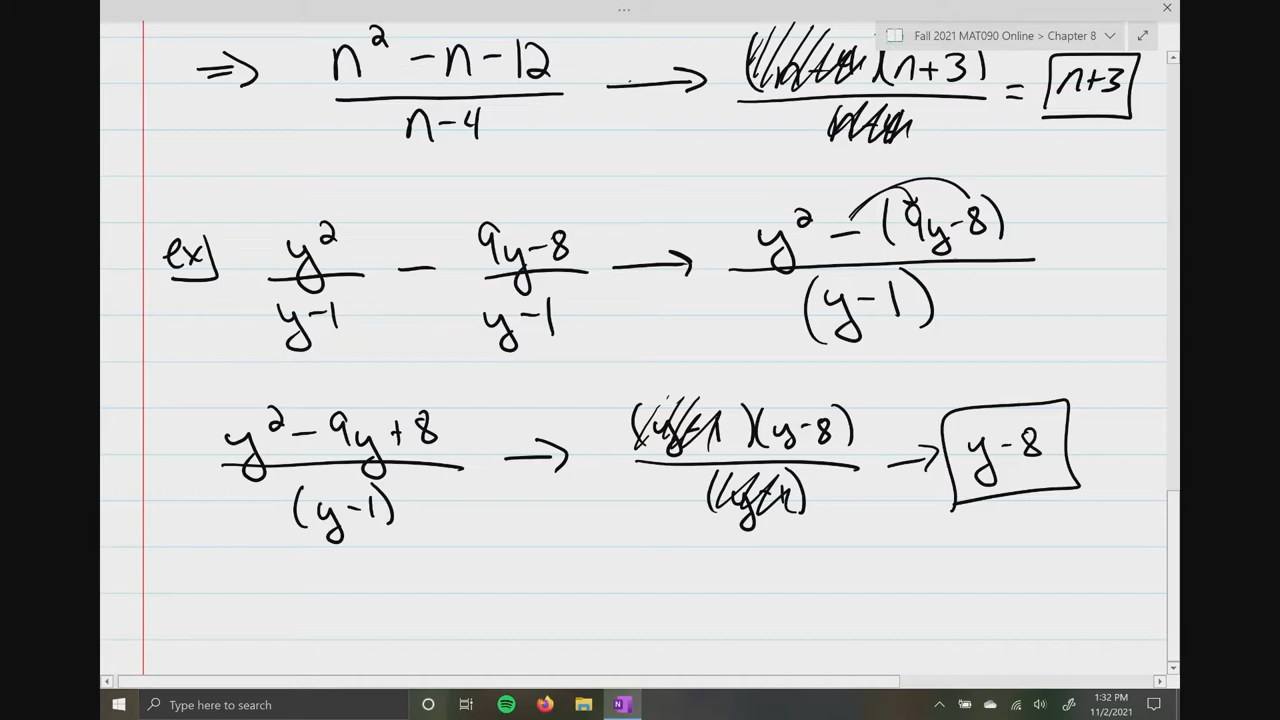 Fall 2021 MAT090 Online > Chapter 8
⇒ (n² - n - 12)/(n - 4) → (n+3)/ = n+3
ex) y²/(y-1) - (9y-8)/(y-1) → (y² - (9y-8))/(y-1)
(y² - 9y + 8)/(y-1) → (y-8)/ → y-8
Type here to search
1:32 PM
11/2/2021